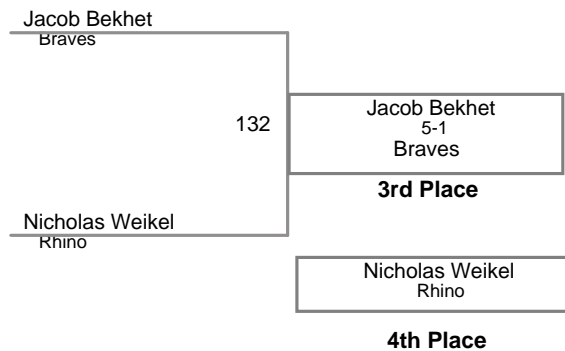 Jacob Bekhet
Braves
132
Jacob Bekhet
5-1
Braves
3rd Place
Nicholas Weikel
Rhino
Nicholas Weikel
Rhino
4th Place